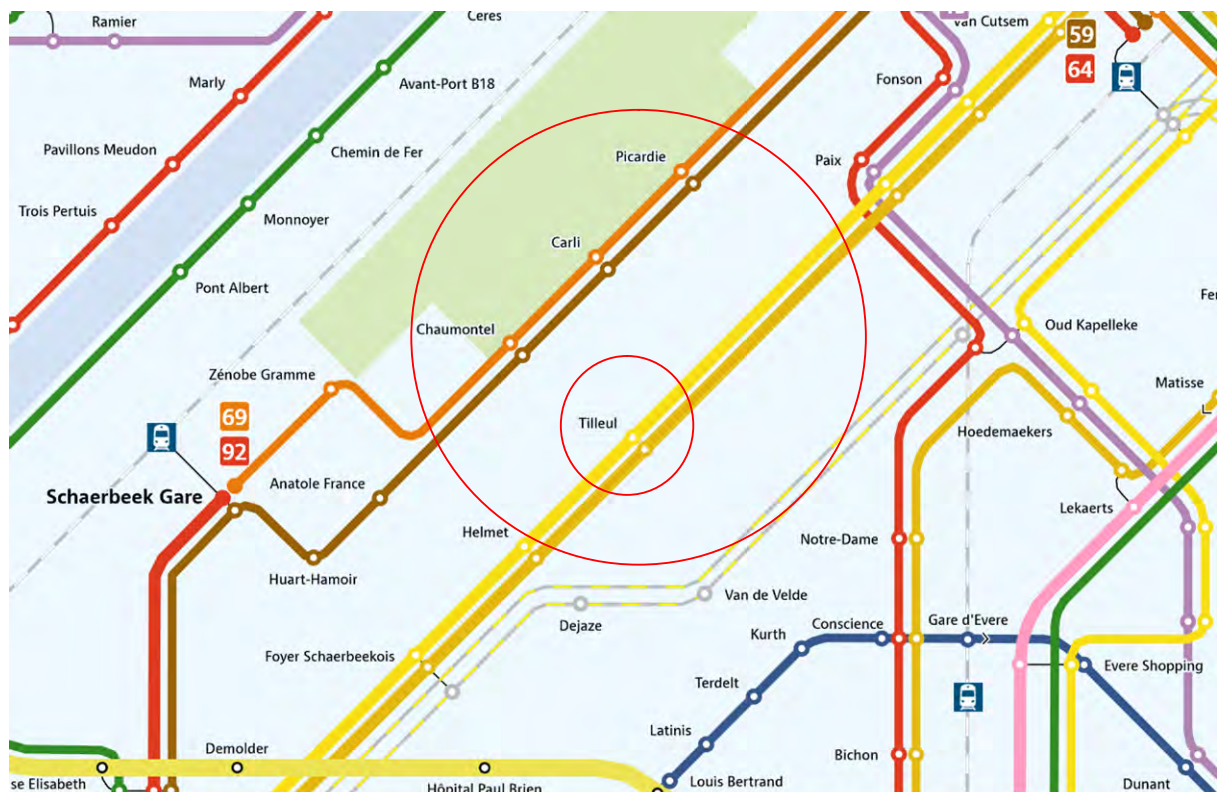 Ramier
Ceres
Van Cutsem
59
64
Marly
Avant-Port B18
Fonson
Pavillons Meudon
Chemin de Fer
Picardie
Paix
Trois Pertuis
Monnoyer
Carli
Pont Albert
Chaumontel
Oud Kapelleke
Zénobe Gramme
Matisse
69
Tilleul
92
Hoedemaekers
Anatole France
Schaerbeek Gare
Lekaerts
Helmet
Notre-Dame
Huart-Hamoir
Van de Velde
Dejaze
Conscience
Gare d'Evere
Kurth
Foyer Schaerbeekois
Evere Shopping
Terdelt
Latinis
Demolder
Bichon
se Elisabeth
Hôpital Paul Brien
Louis Bertrand
Dunant